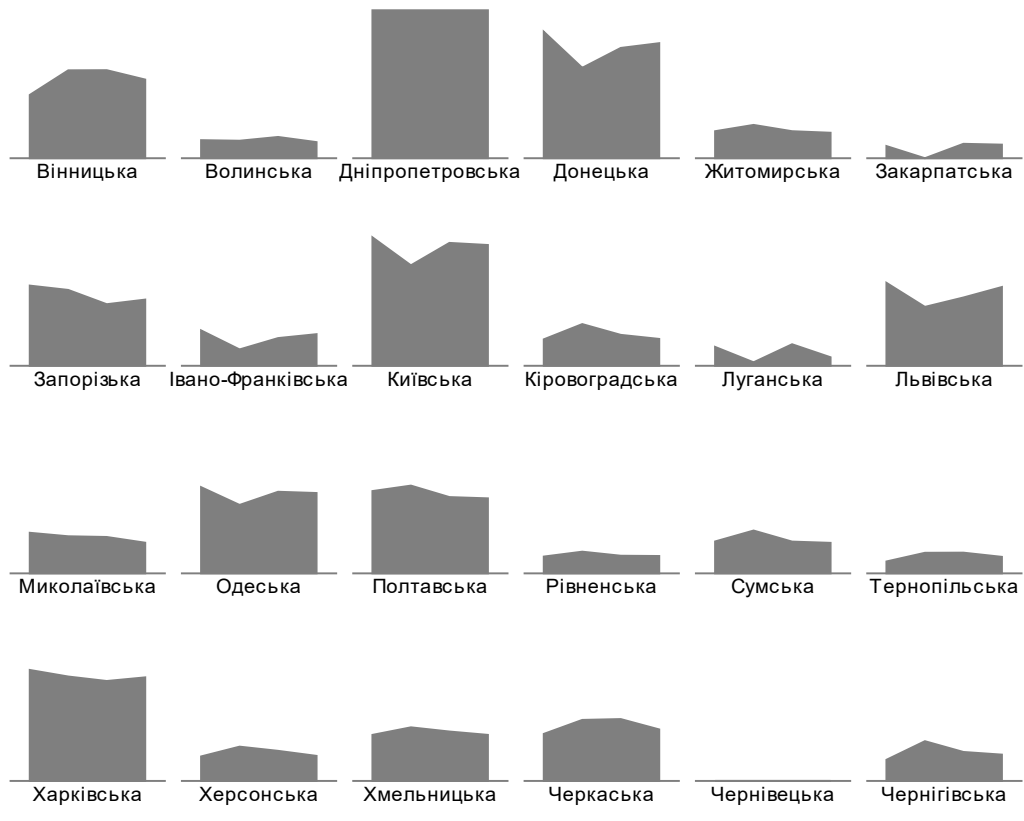 Вінницька Волинська Дніпропетровська Донецька Житомирська Закарпатська
Запорізька Івано-Франківська Київська Кіровоградська Луганська Львівська
Миколаївська Одеська Полтавська Рівненська Сумська Тернопільська
Харківська Херсонська Хмельницька Черкаська Чернівецька Чернігівська